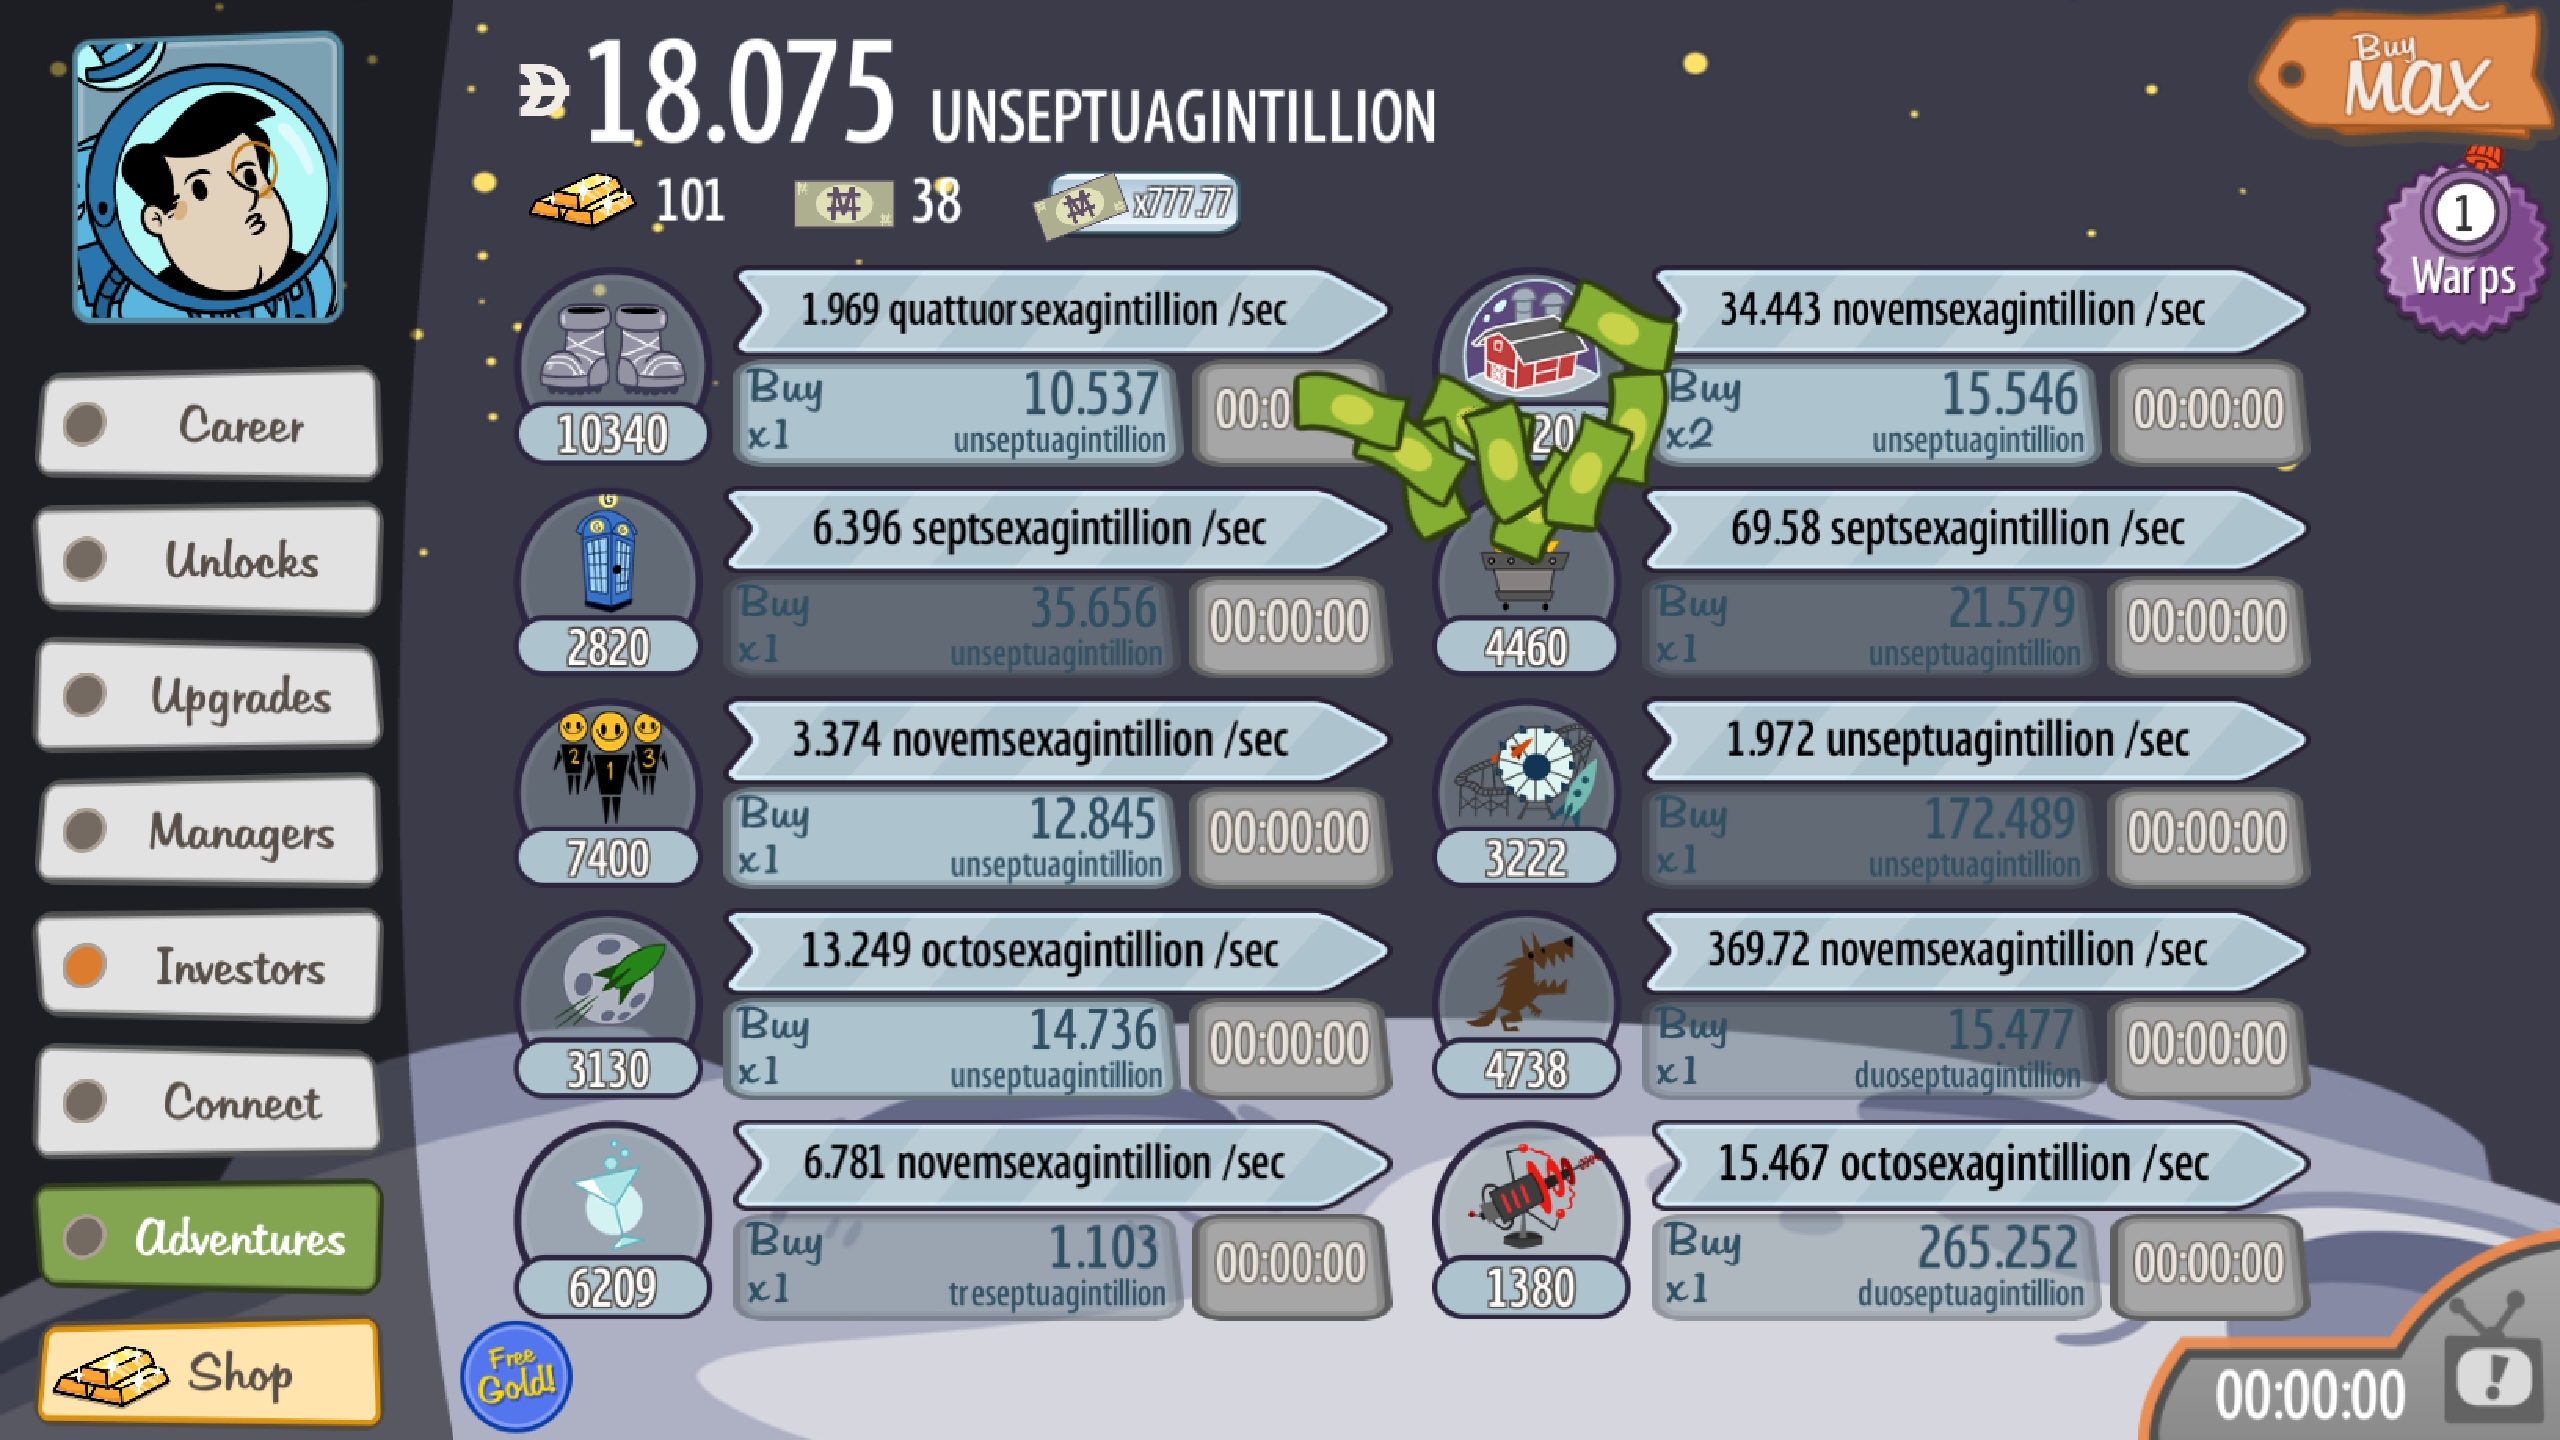 18.075 UNSEPTUAGINTILLION
Buy
MAX
101
38
x777.77
1
Warps
Career
Unlocks
Upgrades
Managers
Investors
Connect
Adventures
Shop
1.969 quattuorsexagintillion /sec
10340
Buy 10.537
x1 unseptuagintillion
34.443 novemsexagintillion /sec
Buy 15.546
x2 unseptuagintillion
00:00:00
6.396 septsexagintillion /sec
G
2820
Buy 35.656
x1 unseptuagintillion
00:00:00
69.58 septsexagintillion /sec
4460
Buy 21.579
x1 unseptuagintillion
00:00:00
3.374 novemsexagintillion /sec
2 1 3
7400
Buy 12.845
x1 unseptuagintillion
00:00:00
1.972 unseptuagintillion /sec
3222
Buy 172.489
x1 unseptuagintillion
00:00:00
13.249 octosexagintillion /sec
3130
Buy 14.736
x1 unseptuagintillion
00:00:00
369.72 novemsexagintillion /sec
4738
Buy 15.477
x1 duoseptuagintillion
00:00:00
6.781 novemsexagintillion /sec
6209
Buy 1.103
x1 treseptuagintillion
00:00:00
15.467 octosexagintillion /sec
1380
Buy 265.252
x1 duoseptuagintillion
00:00:00
Free
Gold!
00:00:00
!